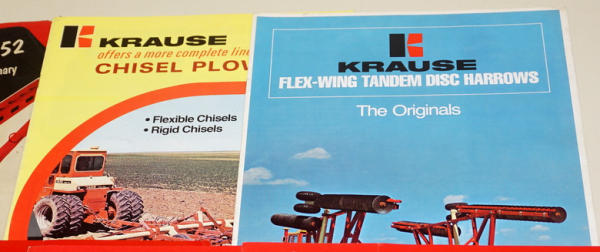 52
KRAUSE
offers a more complete line
CHISEL PLOW
• Flexible Chisels
• Rigid Chisels
KRAUSE
FLEX-WING TANDEM DISC HARROWS
The Originals